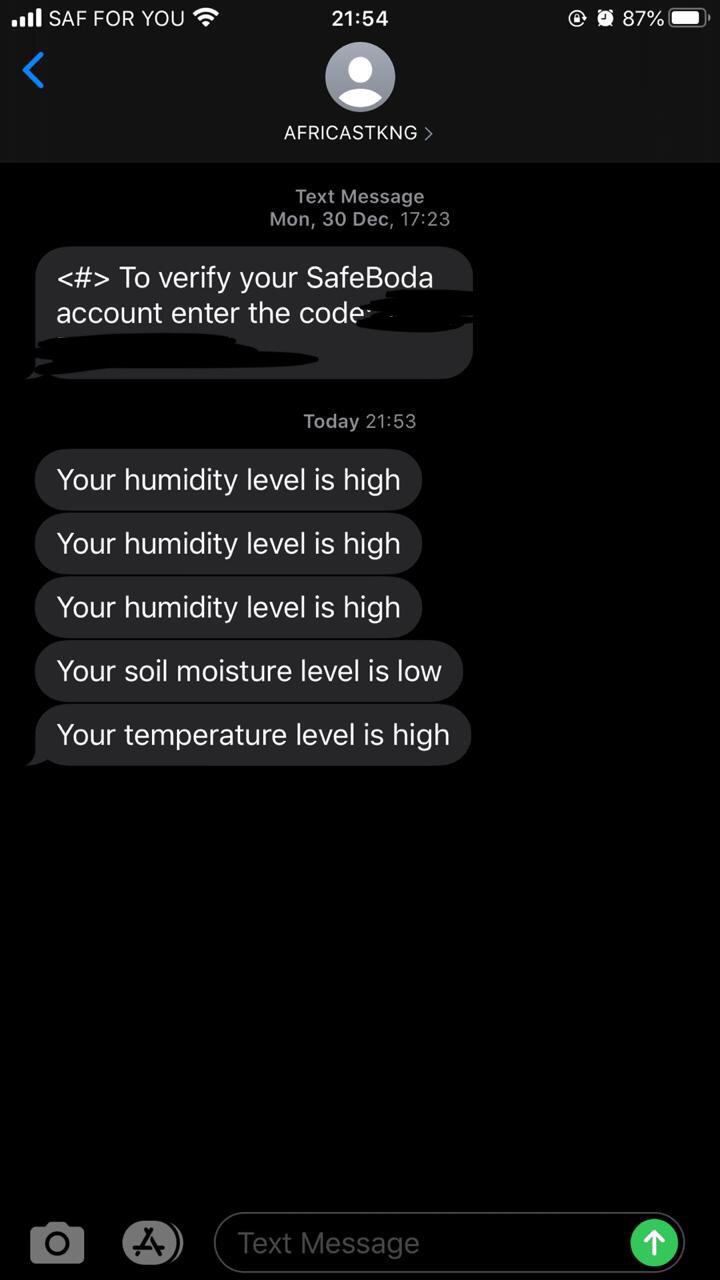 SAF FOR YOU 21:54 87%
AFRICASTKNG >
Text Message
Mon, 30 Dec, 17:23
<#> To verify your SafeBoda
account enter the code
Today 21:53
Your humidity level is high
Your humidity level is high
Your humidity level is high
Your soil moisture level is low
Your temperature level is high
Text Message